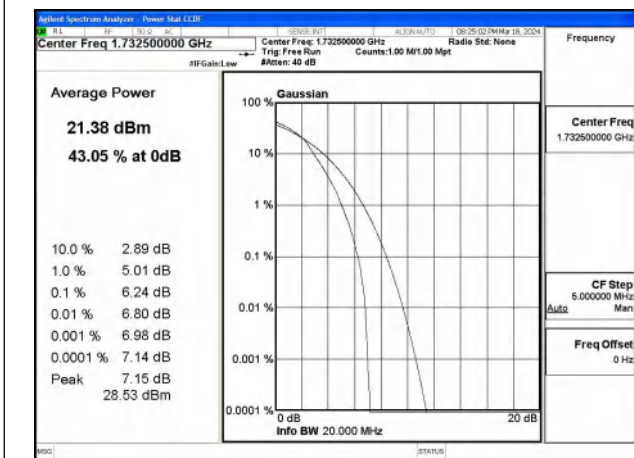 Agilent Spectrum Analyzer - Power Stat CCDF
RL RF 50 Ω AC SENSE:INT ALIGN AUTO 08:25:02 PM Mar 18, 2024
Center Freq 1.732500000 GHz
Center Freq: 1.732500000 GHz Radio Std: None
Trig: Free Run Counts:1.00 M/1.00 Mpt
#IFGain:Low #Atten: 40 dB
Frequency
Average Power
21.38 dBm
43.05 % at 0dB
10.0 % 2.89 dB
1.0 % 5.01 dB
0.1 % 6.24 dB
0.01 % 6.80 dB
0.001 % 6.98 dB
0.0001 % 7.14 dB
Peak 7.15 dB
28.53 dBm
Gaussian
100 %
10 %
1 %
0.1 %
0.01 %
0.001 %
0.0001 %
0 dB 20 dB
Info BW 20.000 MHz
Center Freq
1.732500000 GHz
CF Step
5.000000 MHz
Auto Man
Freq Offset
0 Hz
MSG STATUS